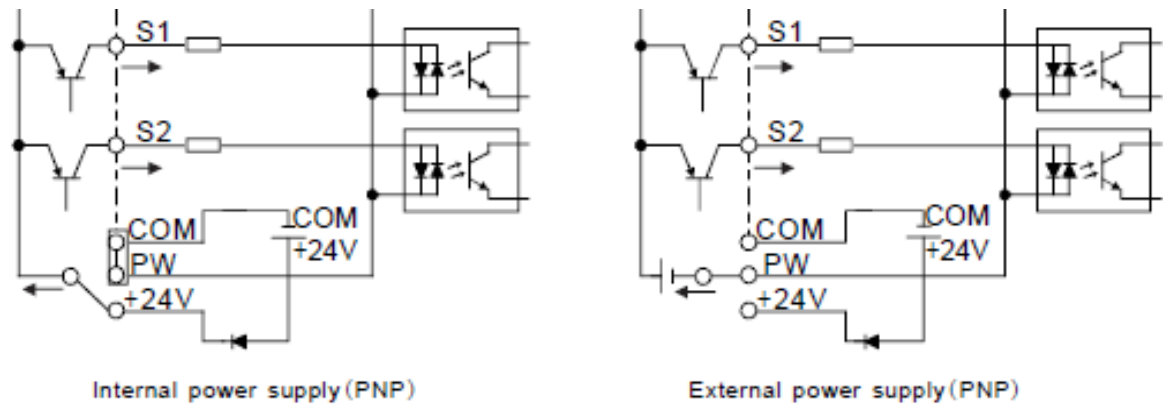 S1
S2
COM
COM
+24V
PW
+24V
Internal power supply(PNP)
S1
S2
COM
COM
+24V
PW
+24V
External power supply(PNP)